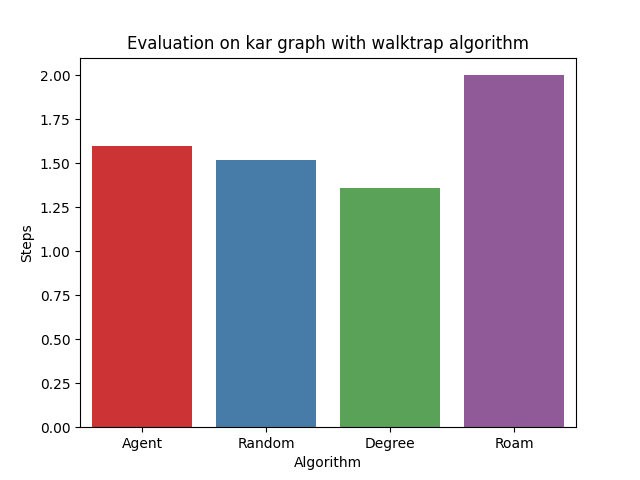 Evaluation on kar graph with walktrap algorithm
2.00
1.75
1.50
1.25
1.00
0.75
0.50
0.25
0.00
Steps
Agent Random Degree Roam
Algorithm